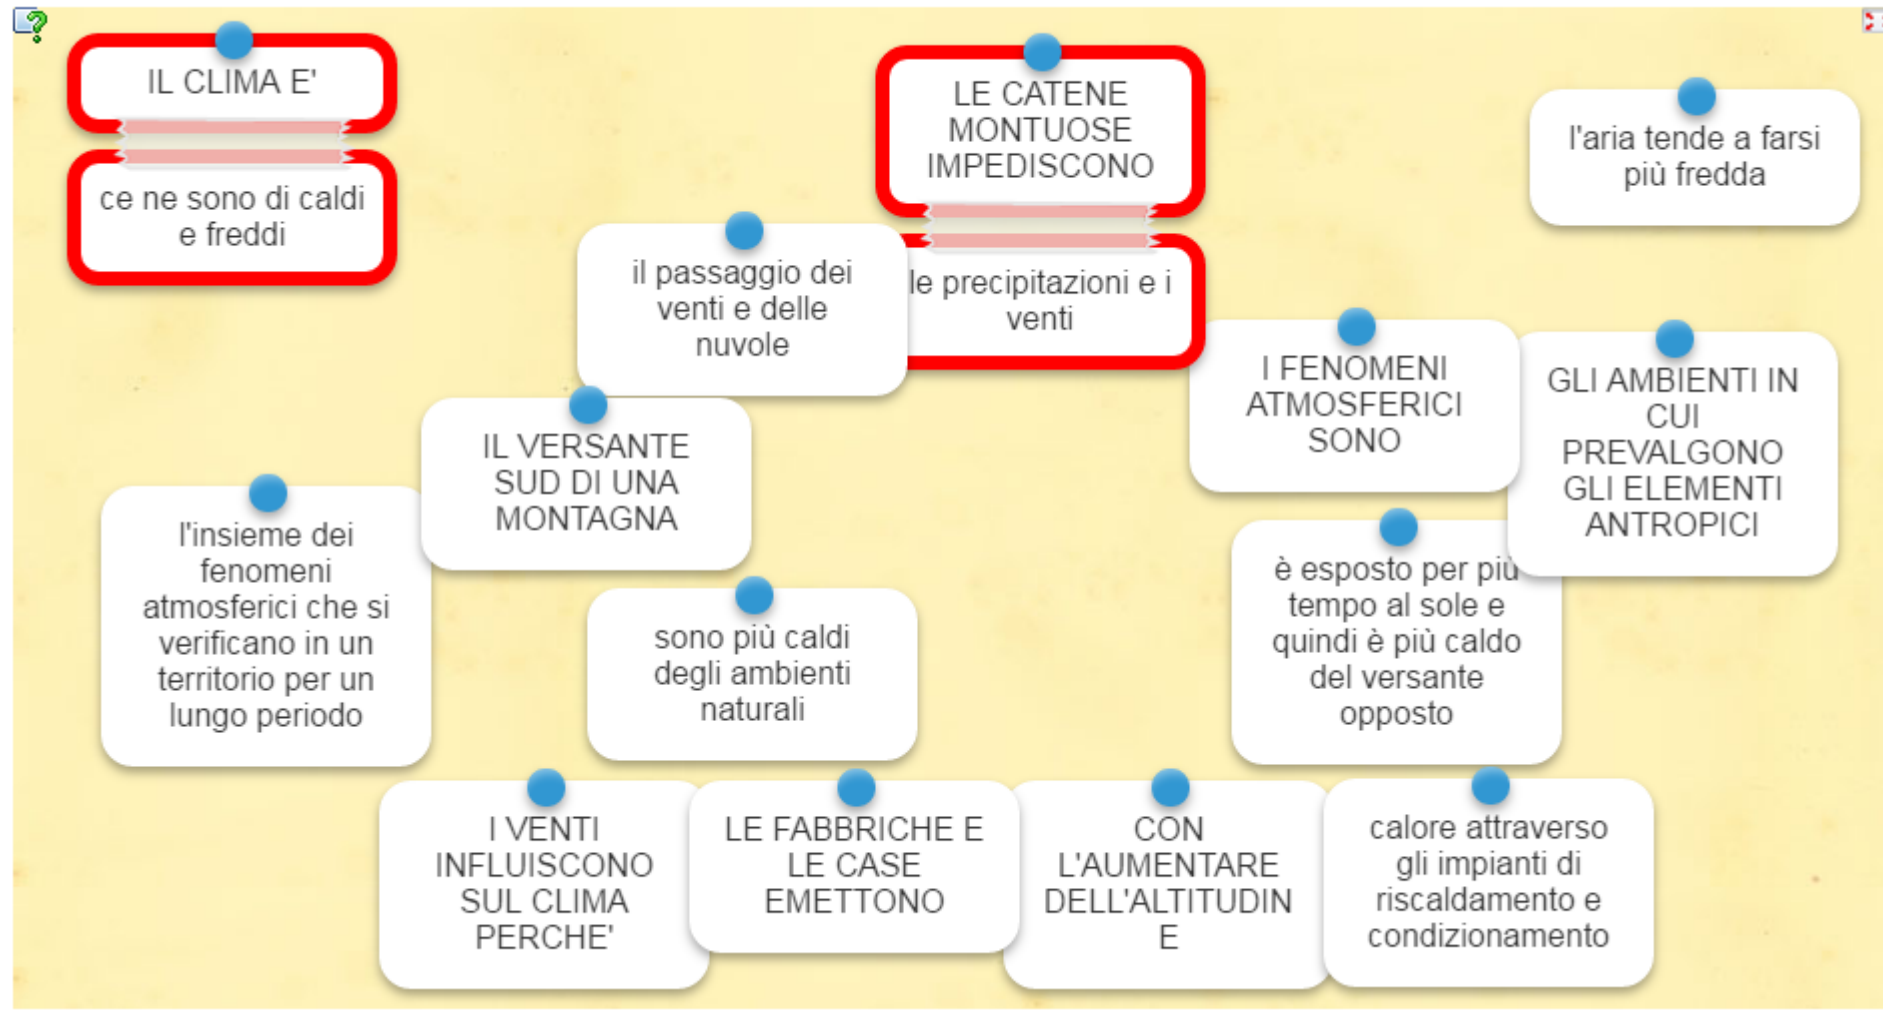 IL CLIMA E'
ce ne sono di caldi
e freddi
LE CATENE
MONTUOSE
IMPEDISCONO
le precipitazioni e i
venti
l'aria tende a farsi
più fredda
il passaggio dei
venti e delle
nuvole
I FENOMENI
ATMOSFERICI
SONO
GLI AMBIENTI IN
CUI
PREVALGONO
GLI ELEMENTI
ANTROPICI
IL VERSANTE
SUD DI UNA
MONTAGNA
l'insieme dei
fenomeni
atmosferici che si
verificano in un
territorio per un
lungo periodo
sono più caldi
degli ambienti
naturali
è esposto per più
tempo al sole e
quindi è più caldo
del versante
opposto
I VENTI
INFLUISCONO
SUL CLIMA
PERCHE'
LE FABBRICHE E
LE CASE
EMETTONO
CON
L'AUMENTARE
DELL'ALTITUDIN
E
calore attraverso
gli impianti di
riscaldamento e
condizionamento